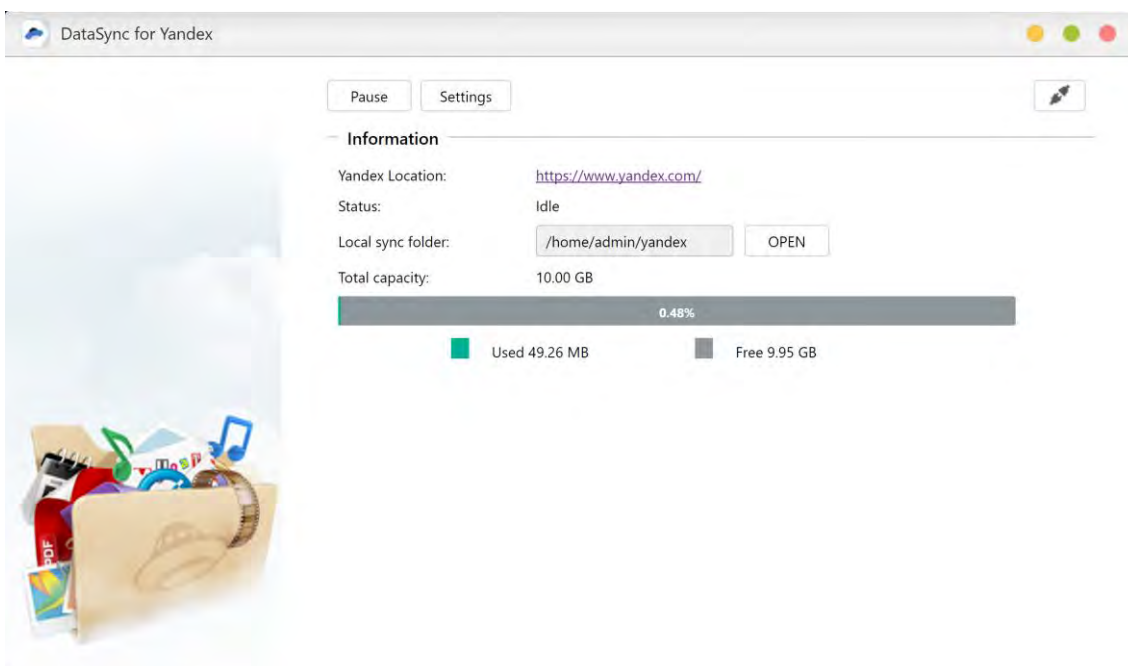 DataSync for Yandex
Pause Settings
Information
Yandex Location: https://www.yandex.com/
Status: Idle
Local sync folder: /home/admin/yandex OPEN
Total capacity: 10.00 GB
0.48%
Used 49.26 MB Free 9.95 GB
PDF